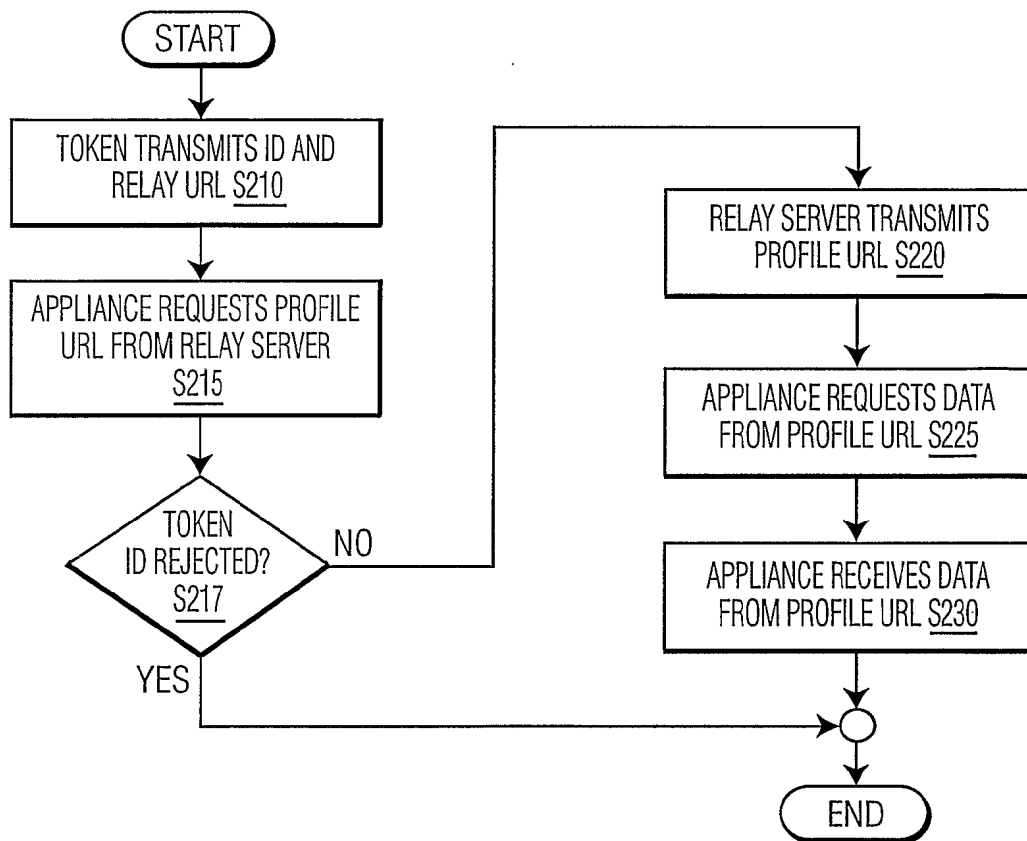 START
TOKEN TRANSMITS ID AND
RELAY URL S210
APPLIANCE REQUESTS PROFILE
URL FROM RELAY SERVER
S215
TOKEN
ID REJECTED?
S217
NO
YES
RELAY SERVER TRANSMITS
PROFILE URL S220
APPLIANCE REQUESTS DATA
FROM PROFILE URL S225
APPLIANCE RECEIVES DATA
FROM PROFILE URL S230
END